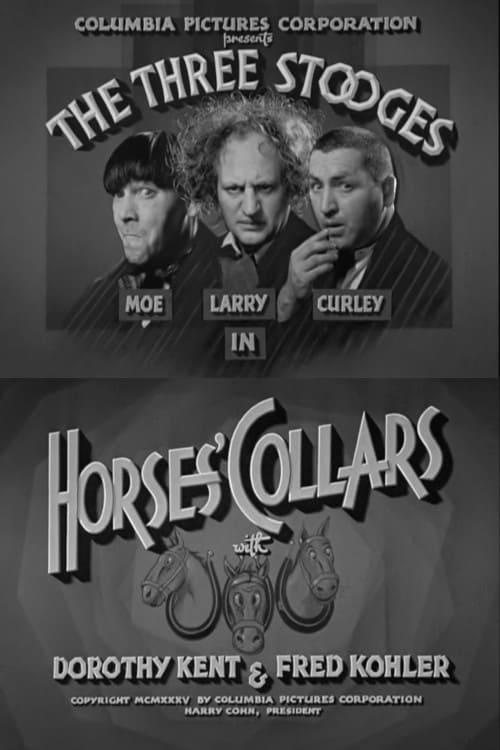 COLUMBIA PICTURES CORPORATION
presents
THE THREE STOOGES
MOE LARRY CURLEY
IN
HORSES' COLLARS
with
DOROTHY KENT & FRED KOHLER
COPYRIGHT MCMXXXV BY COLUMBIA PICTURES CORPORATION
HARRY COHN, PRESIDENT